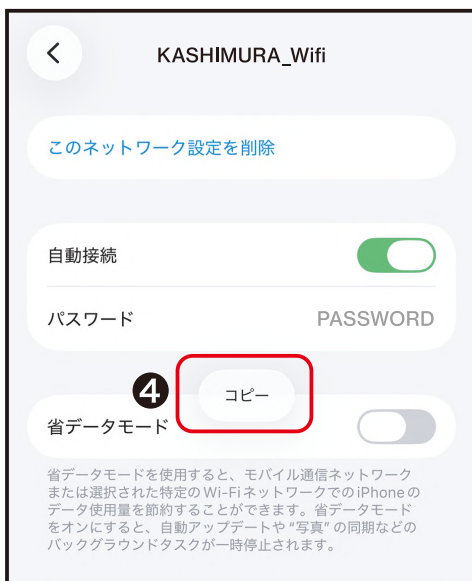 KASHIMURA_Wifi
このネットワーク設定を削除
自動接続
パスワード PASSWORD
❹ コピー
省データモード
省データモードを使用すると、モバイル通信ネットワーク
または選択された特定のWi-FiネットワークでのiPhoneの
データ使用量を節約することができます。省データモード
をオンにすると、自動アップデートや“写真”の同期などの
バックグラウンドタスクが一時停止されます。